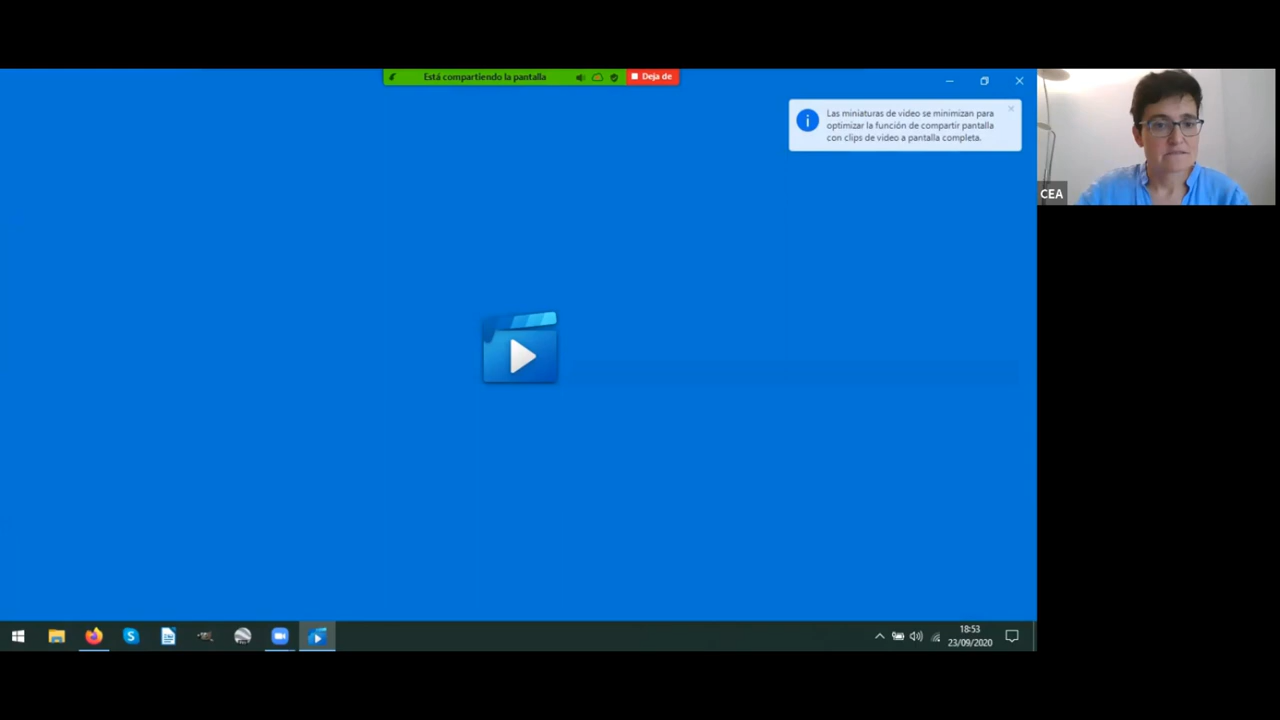 Está compartiendo la pantalla
Deja de
Las miniaturas de video se minimizan para
optimizar la función de compartir pantalla
con clips de video a pantalla completa.
CEA
18:53
23/09/2020